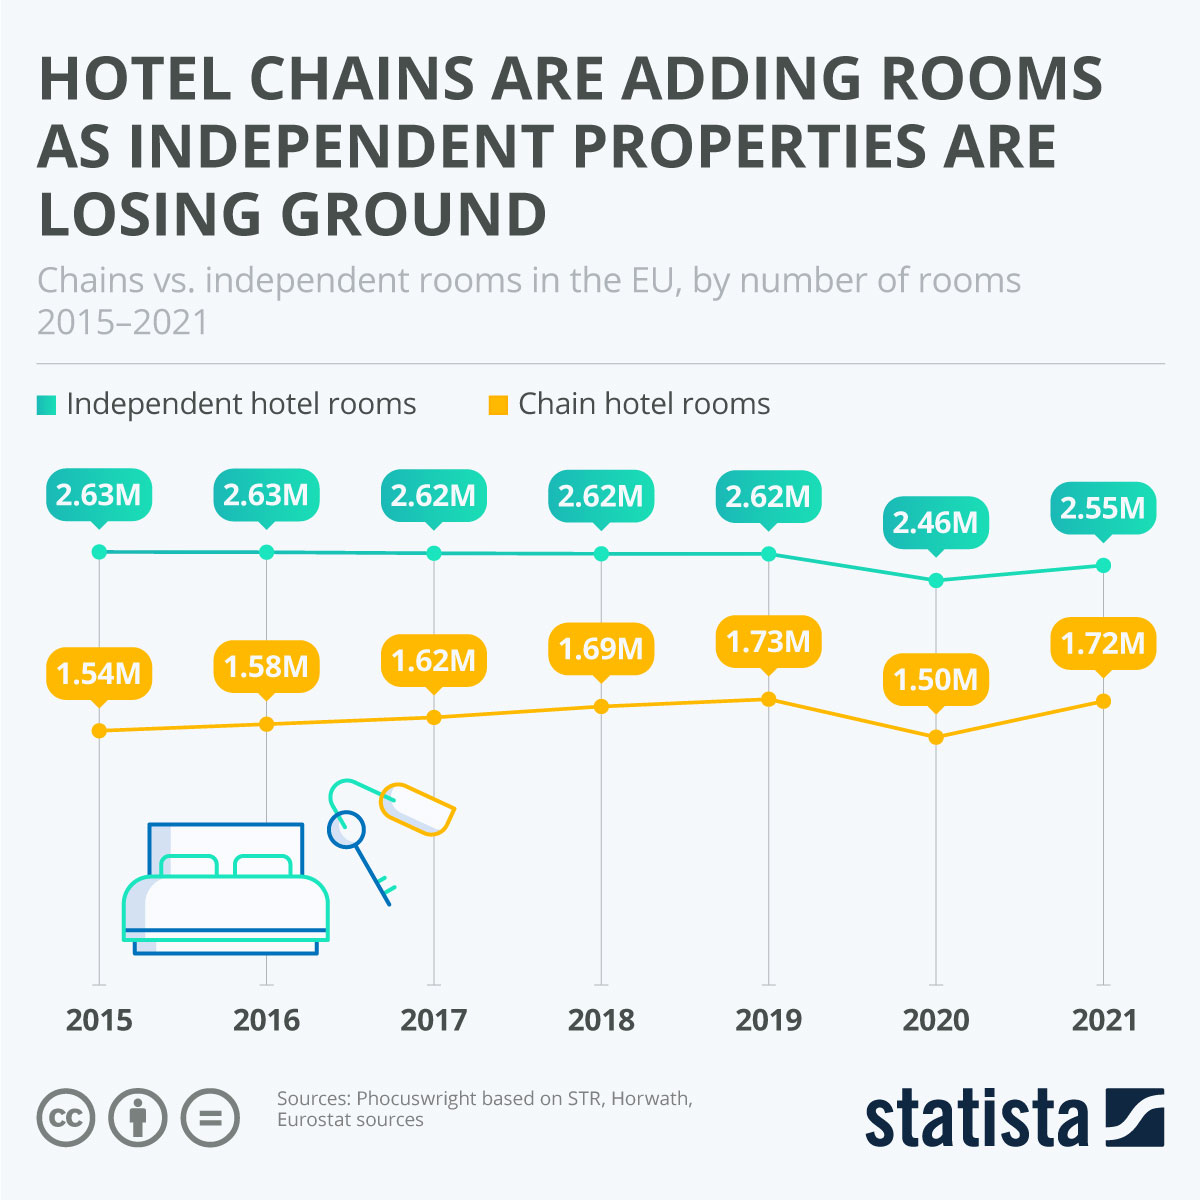 HOTEL CHAINS ARE ADDING ROOMS
AS INDEPENDENT PROPERTIES ARE
LOSING GROUND
Chains vs. independent rooms in the EU, by number of rooms
2015–2021
Independent hotel rooms
Chain hotel rooms
2.63M
2.63M
2.62M
2.62M
2.62M
2.46M
2.55M
1.54M
1.58M
1.62M
1.69M
1.73M
1.50M
1.72M
2015
2016
2017
2018
2019
2020
2021
cc
Sources: Phocuswright based on STR, Horwath,
Eurostat sources
statista